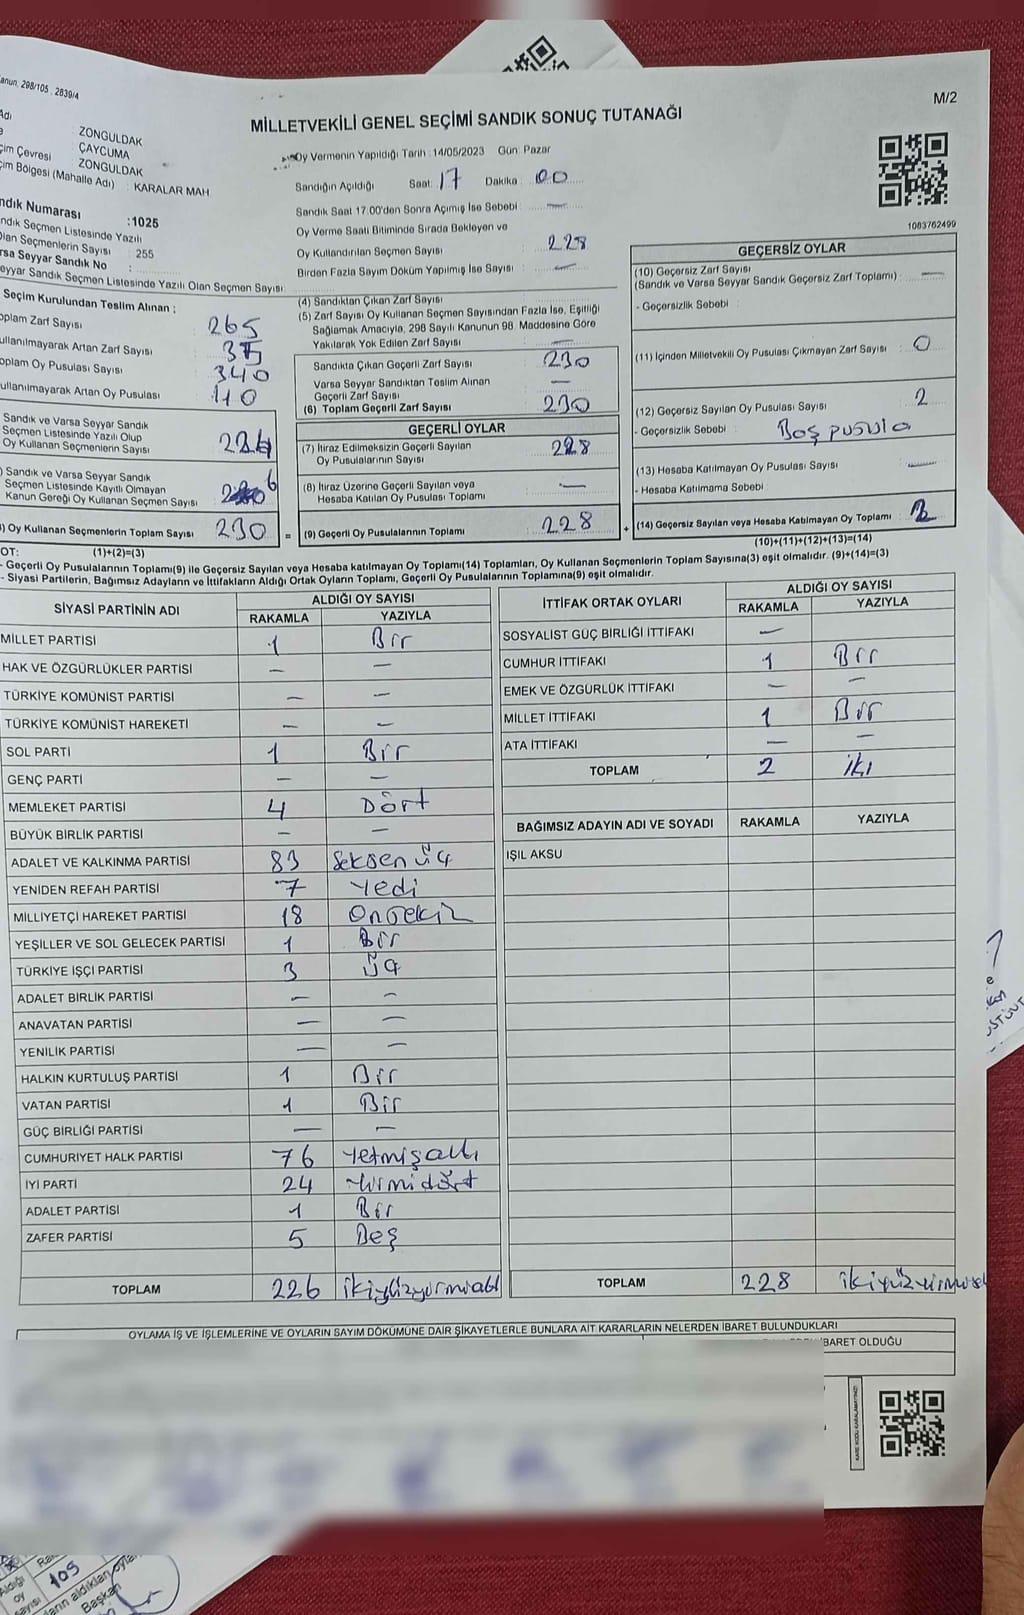 anun, 298/105, 2839/4
M/2
MİLLETVEKİLİ GENEL SEÇİMİ SANDIK SONUÇ TUTANAĞI
Adı : ZONGULDAK
ÇAYCUMA
çim Çevresi ZONGULDAK
çim Bölgesi (Mahalle Adı) : KARALAR MAH.
ndık Numarası :1025
ndık Seçmen Listesinde Yazılı
olan Seçmenlerin Sayısı : 255
rsa Seyyar Sandık No :
eyyar Sandık Seçmen Listesinde Yazılı Olan Seçmen Sayısı
Oy Vermenin Yapıldığı Tarih :14/05/2023 Gün: Pazar
Sandığın Açıldığı Saat: 17 Dakika : 00
Sandık Saat 17:00'den Sonra Açımış İse Sebebi : —
Oy Verme Saati Bitiminde Sırada Bekleyen ve
Oy Kullandırılan Seçmen Sayısı : 228
Birden Fazla Sayım Döküm Yapılmış İse Sayısı : —
1083762499
Seçim Kurulundan Teslim Alınan :
oplam Zarf Sayısı 265
ullanılmayarak Artan Zarf Sayısı 35
oplam Oy Pusulası Sayısı 340
ullanılmayarak Artan Oy Pusulası 110
Sandık ve Varsa Seyyar Sandık
Seçmen Listesinde Yazılı Olup
Oy Kullanan Seçmenlerin Sayısı 224
) Sandık ve Varsa Seyyar Sandık
Seçmen Listesinde Kayıtlı Olmayan
Kanun Gereği Oy Kullanan Seçmen Sayısı 6
) Oy Kullanan Seçmenlerin Toplam Sayısı 230 =
(1)+(2)=(3)
(4) Sandıktan Çıkan Zarf Sayısı
(5) Zarf Sayısı Oy Kullanan Seçmen Sayısından Fazla İse, Eşitliği
Sağlamak Amacıyla, 298 Sayılı Kanunun 98. Maddesine Göre
Yakılarak Yok Edilen Zarf Sayısı : —
Sandıkta Çıkan Geçerli Zarf Sayısı 230
Varsa Seyyar Sandıktan Teslim Alınan
Geçerli Zarf Sayısı —
(6) Toplam Geçerli Zarf Sayısı 230
GEÇERLİ OYLAR
(7) İtiraz Edilmeksizin Geçerli Sayılan
Oy Pusulalarının Sayısı 228
(8) İtiraz Üzerine Geçerli Sayılan veya
Hesaba Katılan Oy Pusulası Toplamı —
(9) Geçerli Oy Pusulalarının Toplamı 228 +
GEÇERSİZ OYLAR
(10) Geçersiz Zarf Sayısı
(Sandık ve Varsa Seyyar Sandık Geçersiz Zarf Toplamı) : —
- Geçersizlik Sebebi :
(11) İçinden Milletvekili Oy Pusulası Çıkmayan Zarf Sayısı : 0
(12) Geçersiz Sayılan Oy Pusulası Sayısı 2
- Geçersizlik Sebebi : Boş pusula
(13) Hesaba Katılmayan Oy Pusulası Sayısı —
- Hesaba Katılmama Sebebi :
(14) Geçersiz Sayılan veya Hesaba Katılmayan Oy Toplamı 2
(10)+(11)+(12)+(13)=(14)
OT:
- Geçerli Oy Pusulalarının Toplamı(9) ile Geçersiz Sayılan veya Hesaba katılmayan Oy Toplamı(14) Toplamları, Oy Kullanan Seçmenlerin Toplam Sayısına(3) eşit olmalıdır. (9)+(14)=(3)
- Siyasi Partilerin, Bağımsız Adayların ve İttifakların Aldığı Ortak Oyların Toplamı, Geçerli Oy Pusulalarının Toplamına(9) eşit olmalıdır.
SİYASİ PARTİNİN ADI ALDIĞI OY SAYISI
RAKAMLA YAZIYLA
MİLLET PARTİSİ 1 Bir
HAK VE ÖZGÜRLÜKLER PARTİSİ — —
TÜRKİYE KOMÜNİST PARTİSİ — —
TÜRKİYE KOMÜNİST HAREKETİ — —
SOL PARTİ 1 Bir
GENÇ PARTİ — —
MEMLEKET PARTİSİ 4 Dört
BÜYÜK BİRLİK PARTİSİ — —
ADALET VE KALKINMA PARTİSİ 83 Seksen üç
YENİDEN REFAH PARTİSİ 7 Yedi
MİLLİYETÇİ HAREKET PARTİSİ 18 Onsekiz
YEŞİLLER VE SOL GELECEK PARTİSİ 1 Bir
TÜRKİYE İŞÇİ PARTİSİ 3 Üç
ADALET BİRLİK PARTİSİ — —
ANAVATAN PARTİSİ — —
YENİLİK PARTİSİ — —
HALKIN KURTULUŞ PARTİSİ 1 Bir
VATAN PARTİSİ 1 Bir
GÜÇ BİRLİĞİ PARTİSİ — —
CUMHURİYET HALK PARTİSİ 76 Yetmişaltı
İYİ PARTİ 24 Yirmidört
ADALET PARTİSİ 1 Bir
ZAFER PARTİSİ 5 Beş
TOPLAM 226 ikiyüzyirmialtı
İTTİFAK ORTAK OYLARI ALDIĞI OY SAYISI
RAKAMLA YAZIYLA
SOSYALİST GÜÇ BİRLİĞİ İTTİFAKI —
CUMHUR İTTİFAKI 1 Bir
EMEK VE ÖZGÜRLÜK İTTİFAKI — —
MİLLET İTTİFAKI 1 Bir
ATA İTTİFAKI — —
TOPLAM 2 iki
BAĞIMSIZ ADAYIN ADI VE SOYADI RAKAMLA YAZIYLA
IŞIL AKSU
TOPLAM 228
OYLAMA İŞ VE İŞLEMLERİNE VE OYLARIN SAYIM DÖKÜMÜNE DAİR ŞİKAYETLERLE BUNLARA AİT KARARLARIN NELERDEN İBARET BULUNDUKLARI
İBARET OLDUĞU
KARE KODU KARALAMAYINIZ!
Aldığı
oy
sayısı 105
ların aldıkları oyla
Başkan